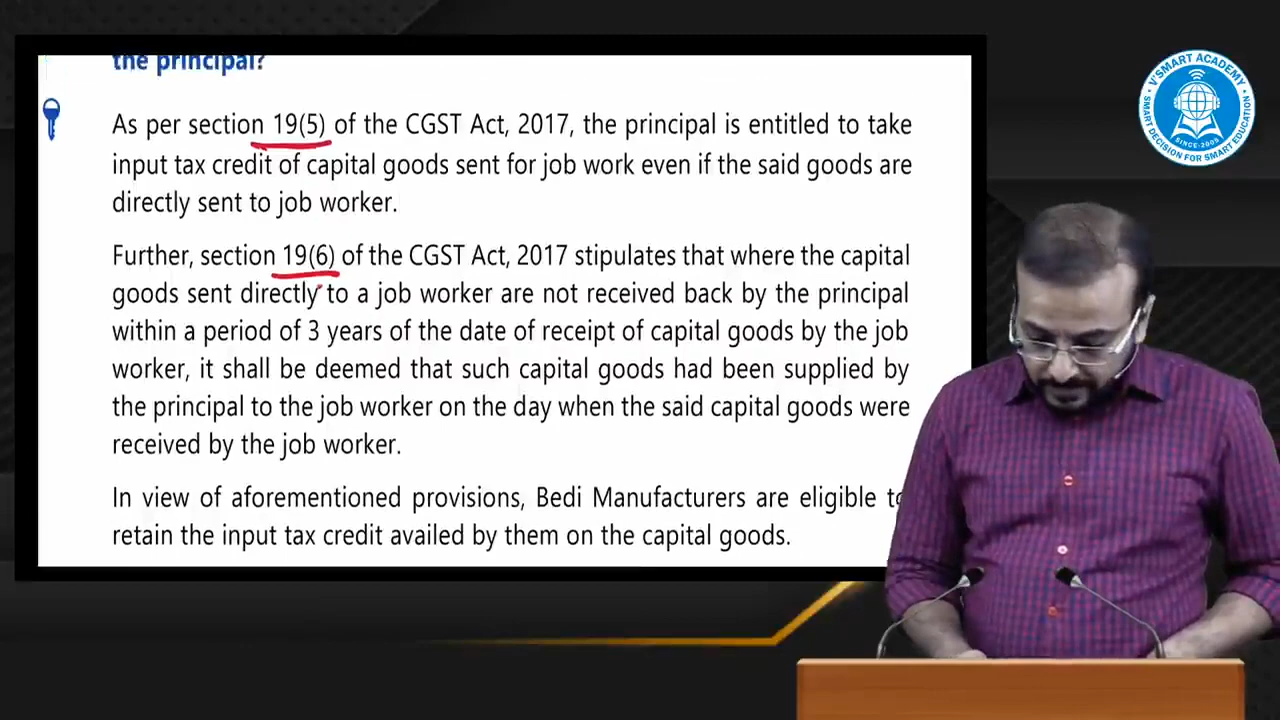 the principal?
As per section 19(5) of the CGST Act, 2017, the principal is entitled to take
input tax credit of capital goods sent for job work even if the said goods are
directly sent to job worker.
Further, section 19(6) of the CGST Act, 2017 stipulates that where the capital
goods sent directly to a job worker are not received back by the principal
within a period of 3 years of the date of receipt of capital goods by the job
worker, it shall be deemed that such capital goods had been supplied by
the principal to the job worker on the day when the said capital goods were
received by the job worker.
In view of aforementioned provisions, Bedi Manufacturers are eligible to
retain the input tax credit availed by them on the capital goods.
V'SMART ACADEMY
SINCE-2009
SMART DECISION FOR SMART EDUCATION